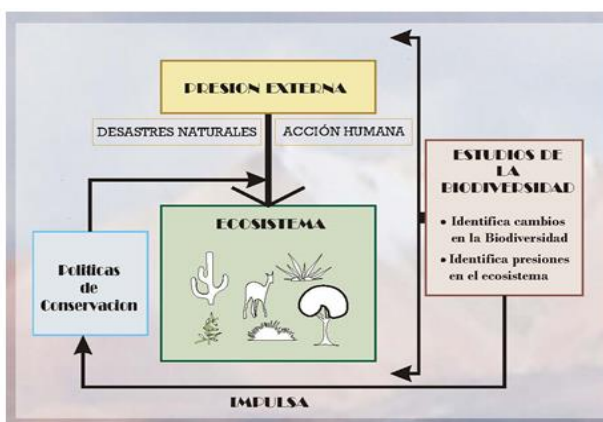 PRESION EXTERNA
DESASTRES NATURALES
ACCIÓN HUMANA
ECOSISTEMA
Politicas
de
Conservacion
ESTUDIOS DE
LA
BIODIVERSIDAD
• Identifica cambios
en la Biodiversidad
• Identifica presiones
en el ecosistema
IMPULSA